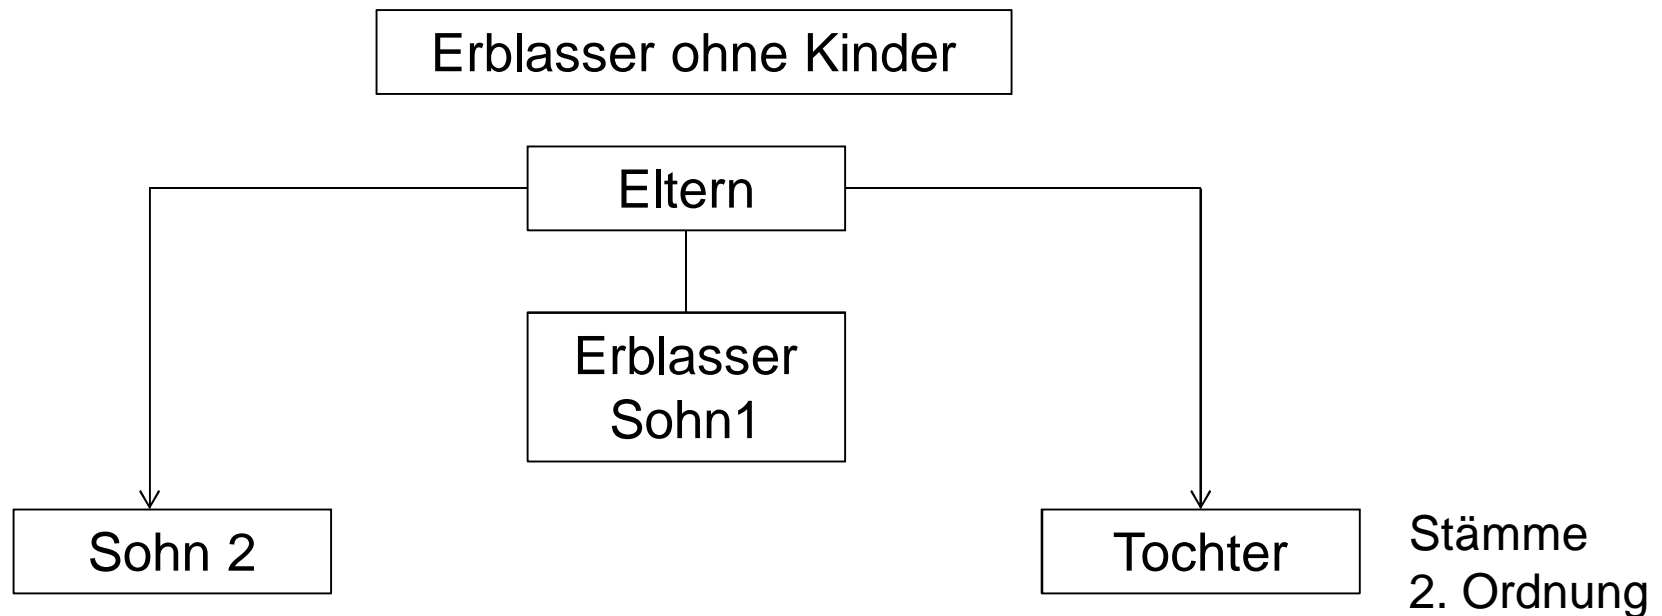 Erblasser ohne Kinder
Eltern
Erblasser
Sohn1
Sohn 2
Tochter
Stämme
2. Ordnung